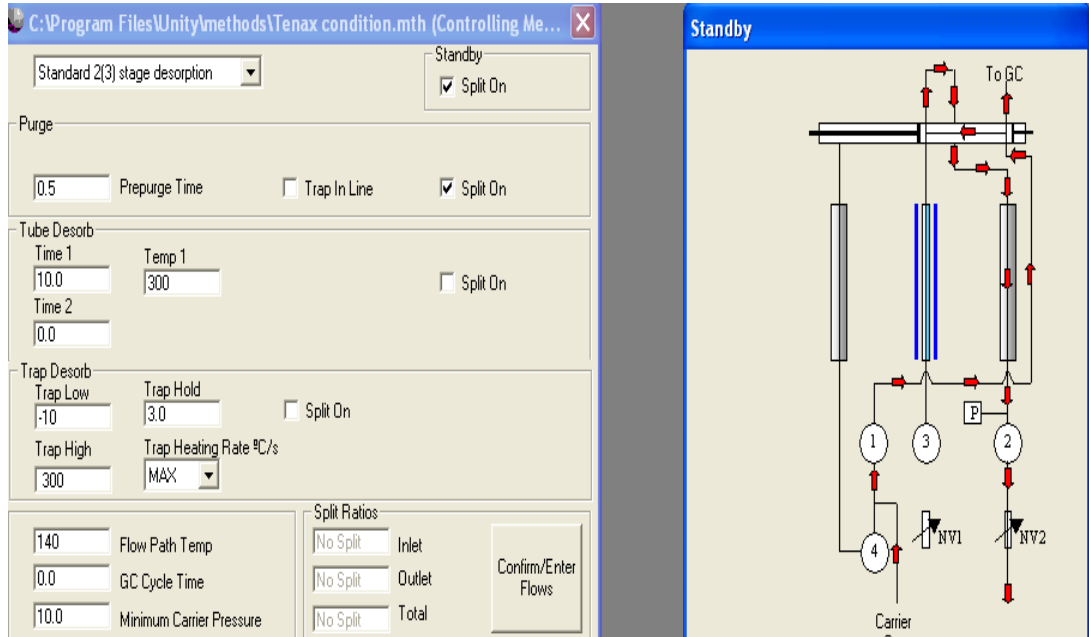 C:\Program Files\Unity\methods\Tenax condition.mth (Controlling Me...
Standard 2(3) stage desorption
Standby
Split On
Purge
0.5 Prepurge Time Trap In Line Split On
Tube Desorb
Time 1 Temp 1
10.0 300 Split On
Time 2
0.0
Trap Desorb
Trap Low Trap Hold
-10 3.0 Split On
Trap High Trap Heating Rate ºC/s
300 MAX
140 Flow Path Temp
0.0 GC Cycle Time
10.0 Minimum Carrier Pressure
Split Ratios
No Split Inlet
No Split Outlet
No Split Total
Confirm/Enter
Flows
Standby
To GC
P
1 3 2
NV1 NV2
4
Carrier